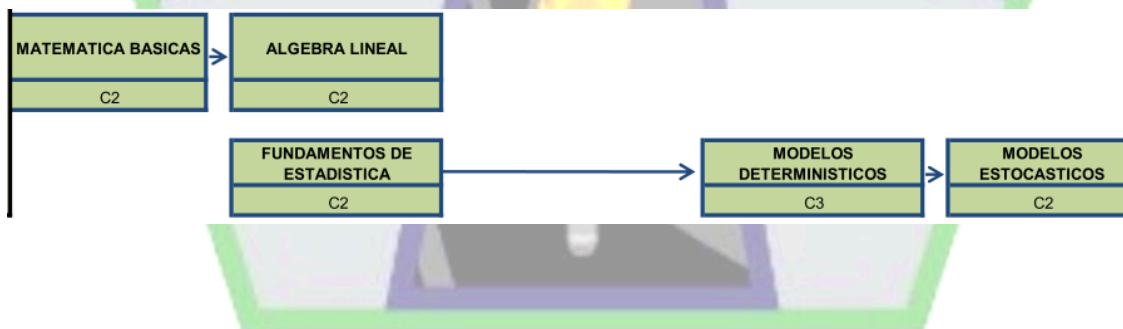 MATEMATICA BASICAS
ALGEBRA LINEAL
C2
C2
FUNDAMENTOS DE
ESTADISTICA
MODELOS
DETERMINISTICOS
MODELOS
ESTOCASTICOS
C2
C3
C2